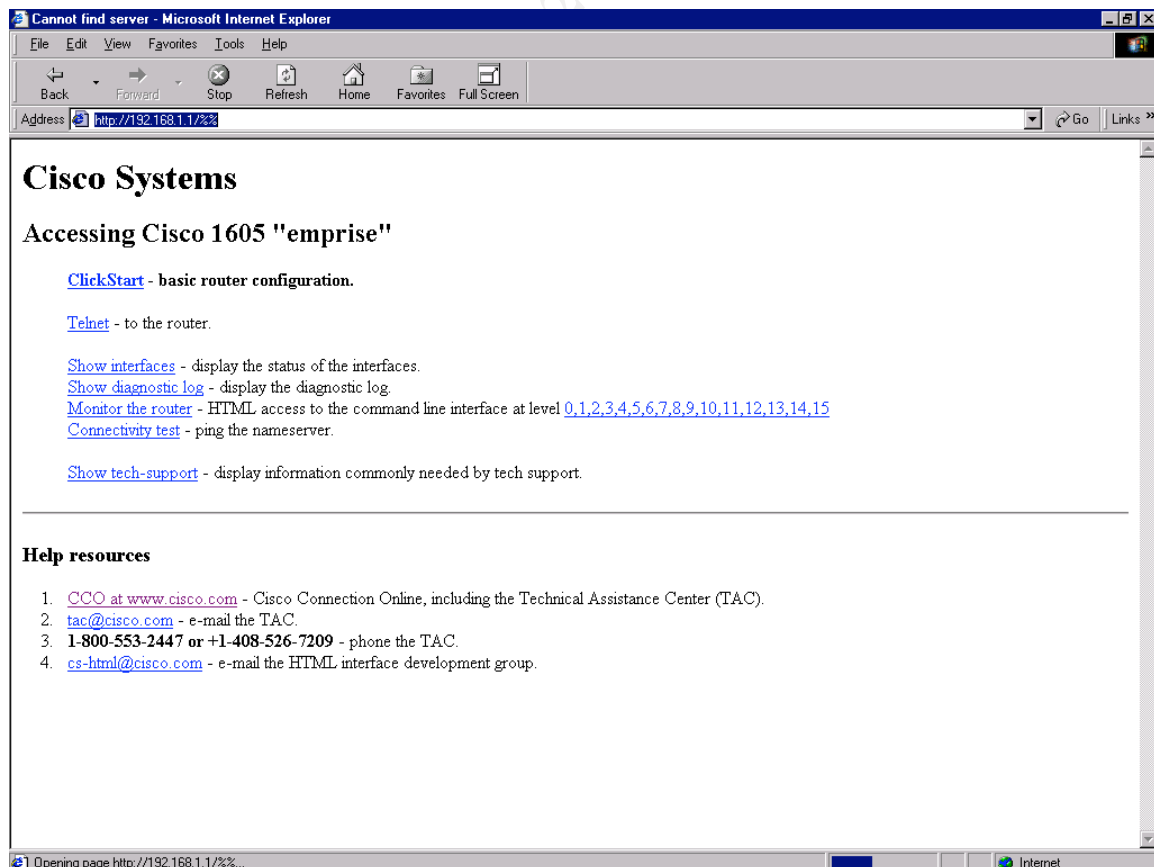 Cannot find server - Microsoft Internet Explorer
File Edit View Favorites Tools Help
Back Forward Stop Refresh Home Favorites Full Screen
Address http://192.168.1.1/%% Go Links »
Cisco Systems
Accessing Cisco 1605 "emprise"
ClickStart - basic router configuration.
Telnet - to the router.
Show interfaces - display the status of the interfaces.
Show diagnostic log - display the diagnostic log.
Monitor the router - HTML access to the command line interface at level 0,1,2,3,4,5,6,7,8,9,10,11,12,13,14,15
Connectivity test - ping the nameserver.
Show tech-support - display information commonly needed by tech support.
Help resources
1. CCO at www.cisco.com - Cisco Connection Online, including the Technical Assistance Center (TAC).
2. tac@cisco.com - e-mail the TAC.
3. 1-800-553-2447 or +1-408-526-7209 - phone the TAC.
4. cs-html@cisco.com - e-mail the HTML interface development group.
Opening page http://192.168.1.1/%%... Internet